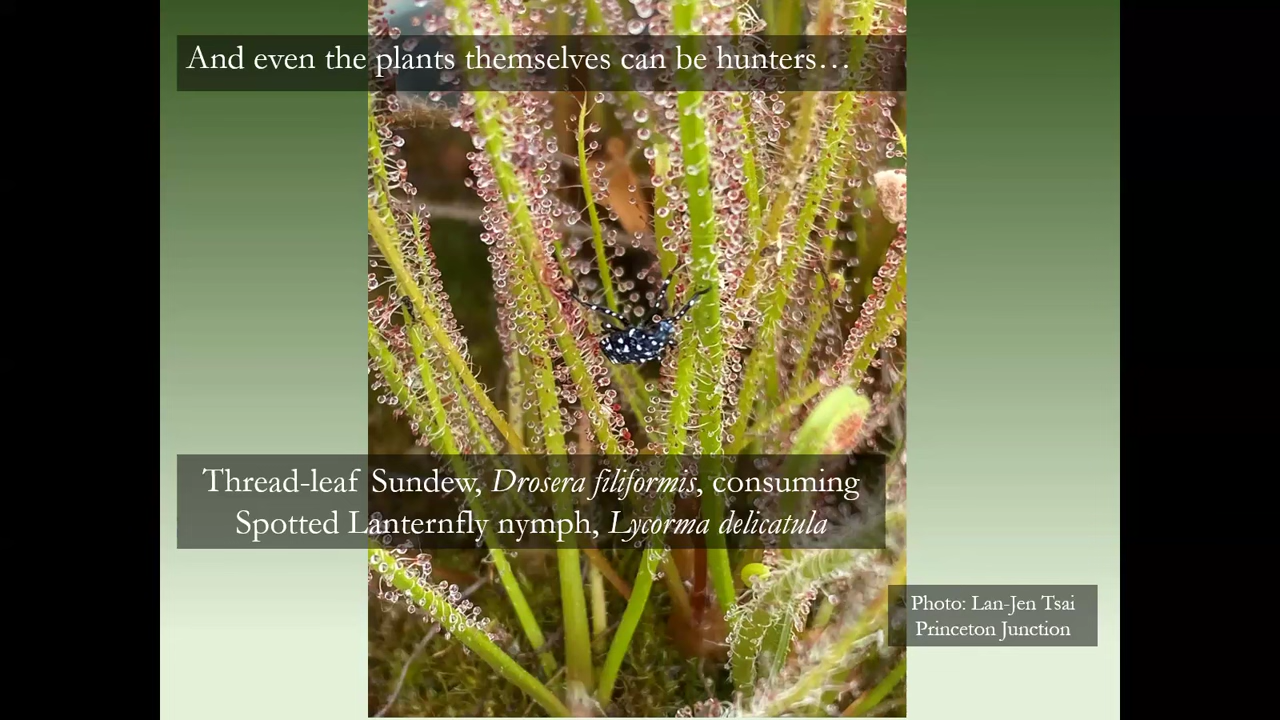 And even the plants themselves can be hunters…
Thread-leaf Sundew, Drosera filiformis, consuming
Spotted Lanternfly nymph, Lycorma delicatula
Photo: Lan-Jen Tsai
Princeton Junction